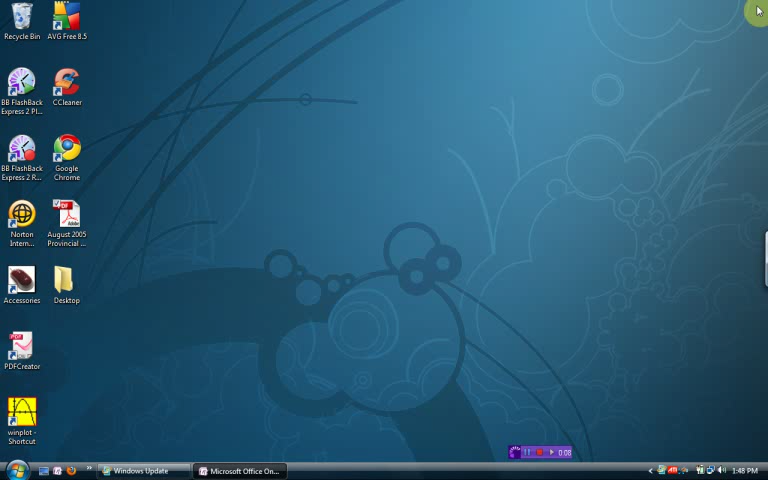 Recycle Bin
AVG Free 8.5
BB FlashBack
Express 2 Pl...
CCleaner
BB FlashBack
Express 2 R...
Google
Chrome
Norton
Intern...
August 2005
Provincial ...
Accessories
Desktop
PDFCreator
winplot -
Shortcut
0:08
Windows Update
Microsoft Office On...
1:48 PM